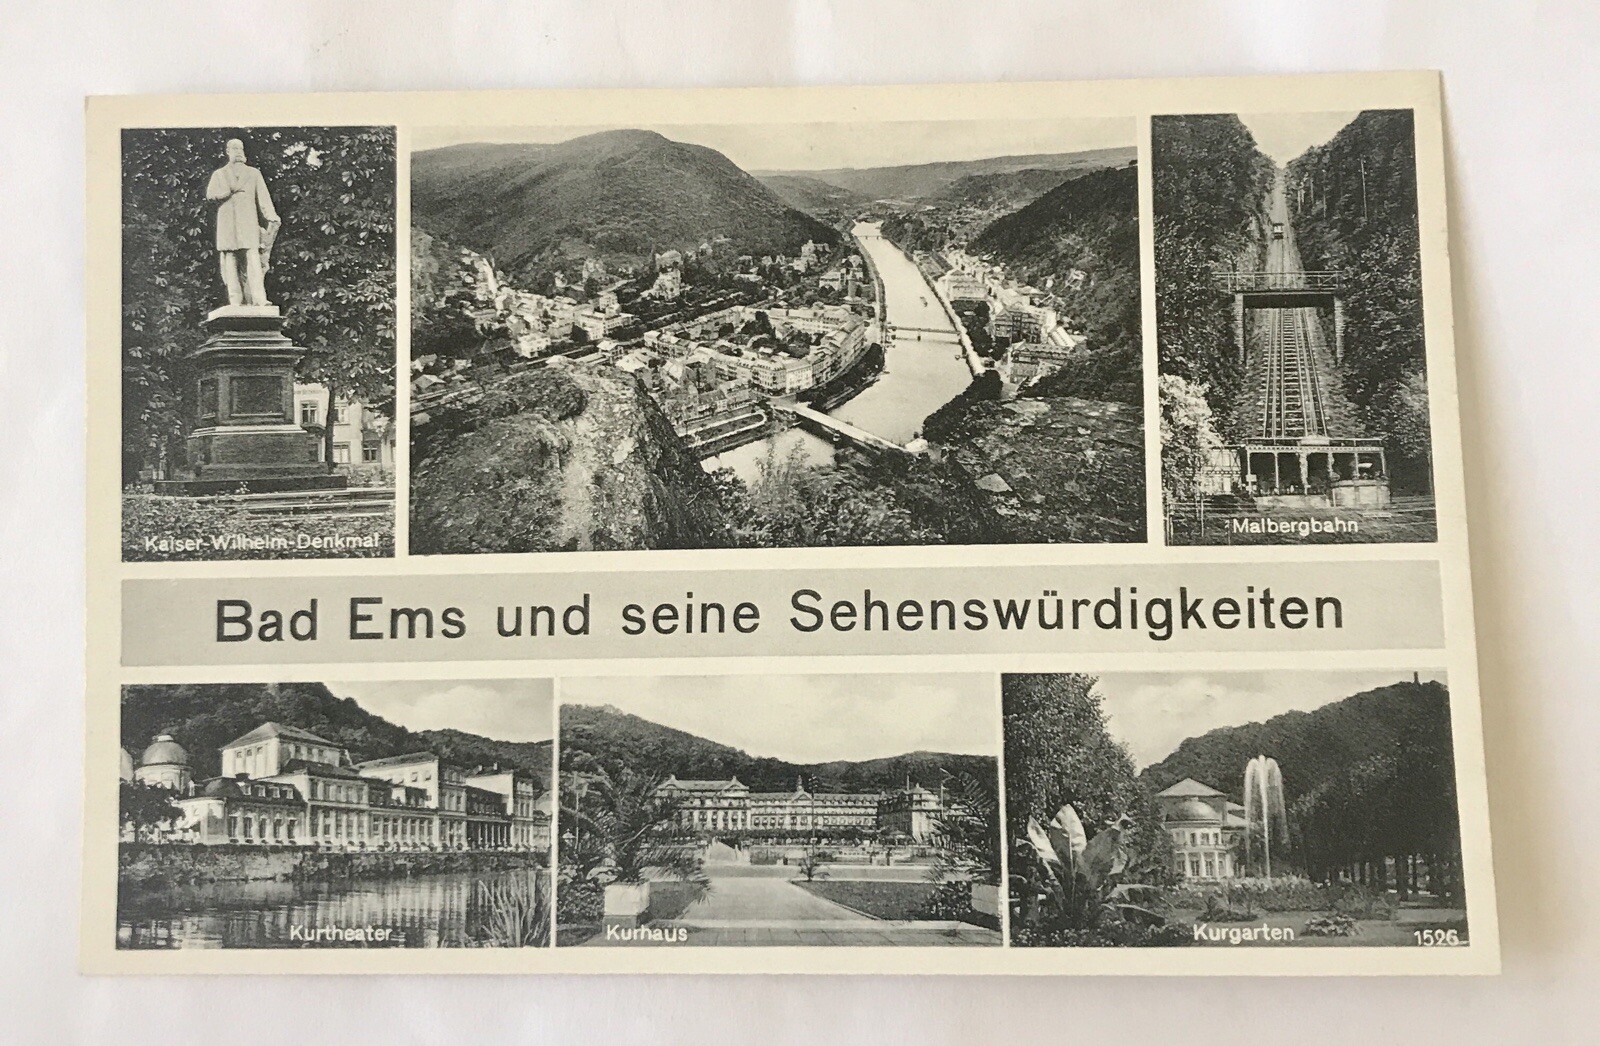 Kaiser-Wilhelm-Denkmal
Malbergbahn
Bad Ems und seine Sehenswürdigkeiten
Kurtheater
Kurhaus
Kurgarten
1526